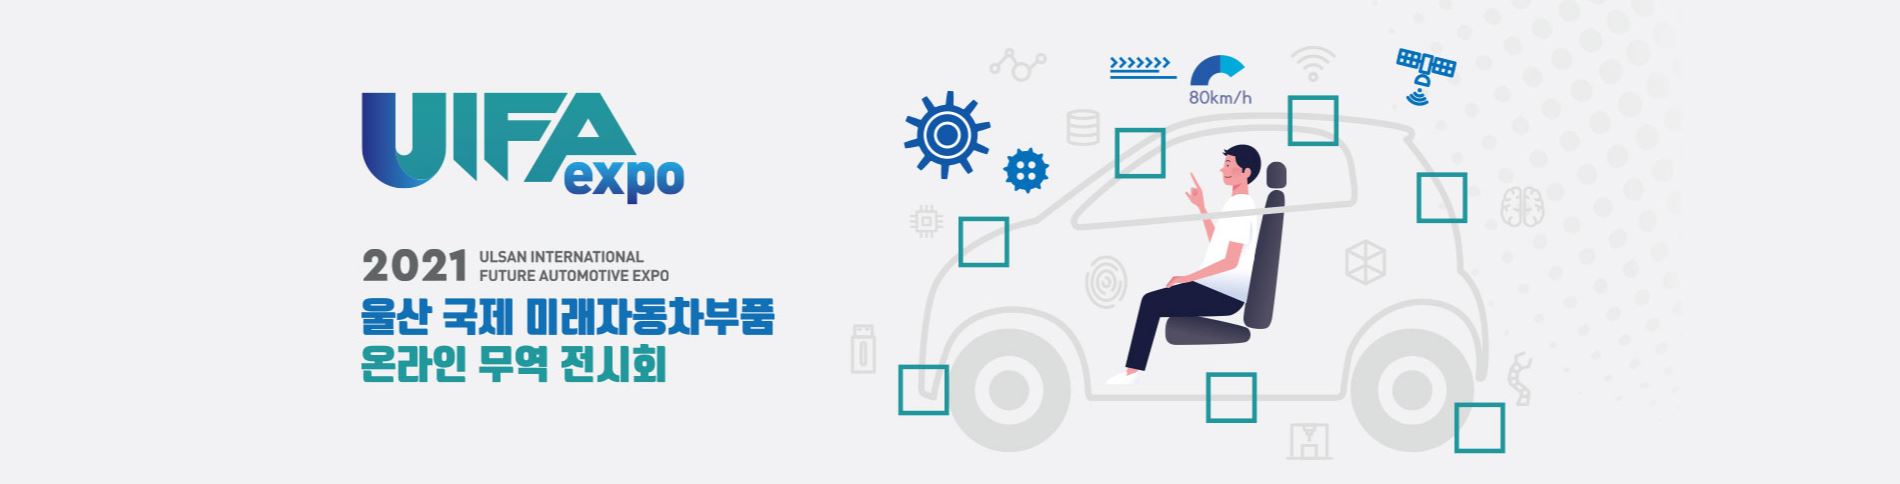 UIFA
expo
2021 ULSAN INTERNATIONAL
FUTURE AUTOMOTIVE EXPO
울산 국제 미래자동차부품
온라인 무역 전시회
80km/h